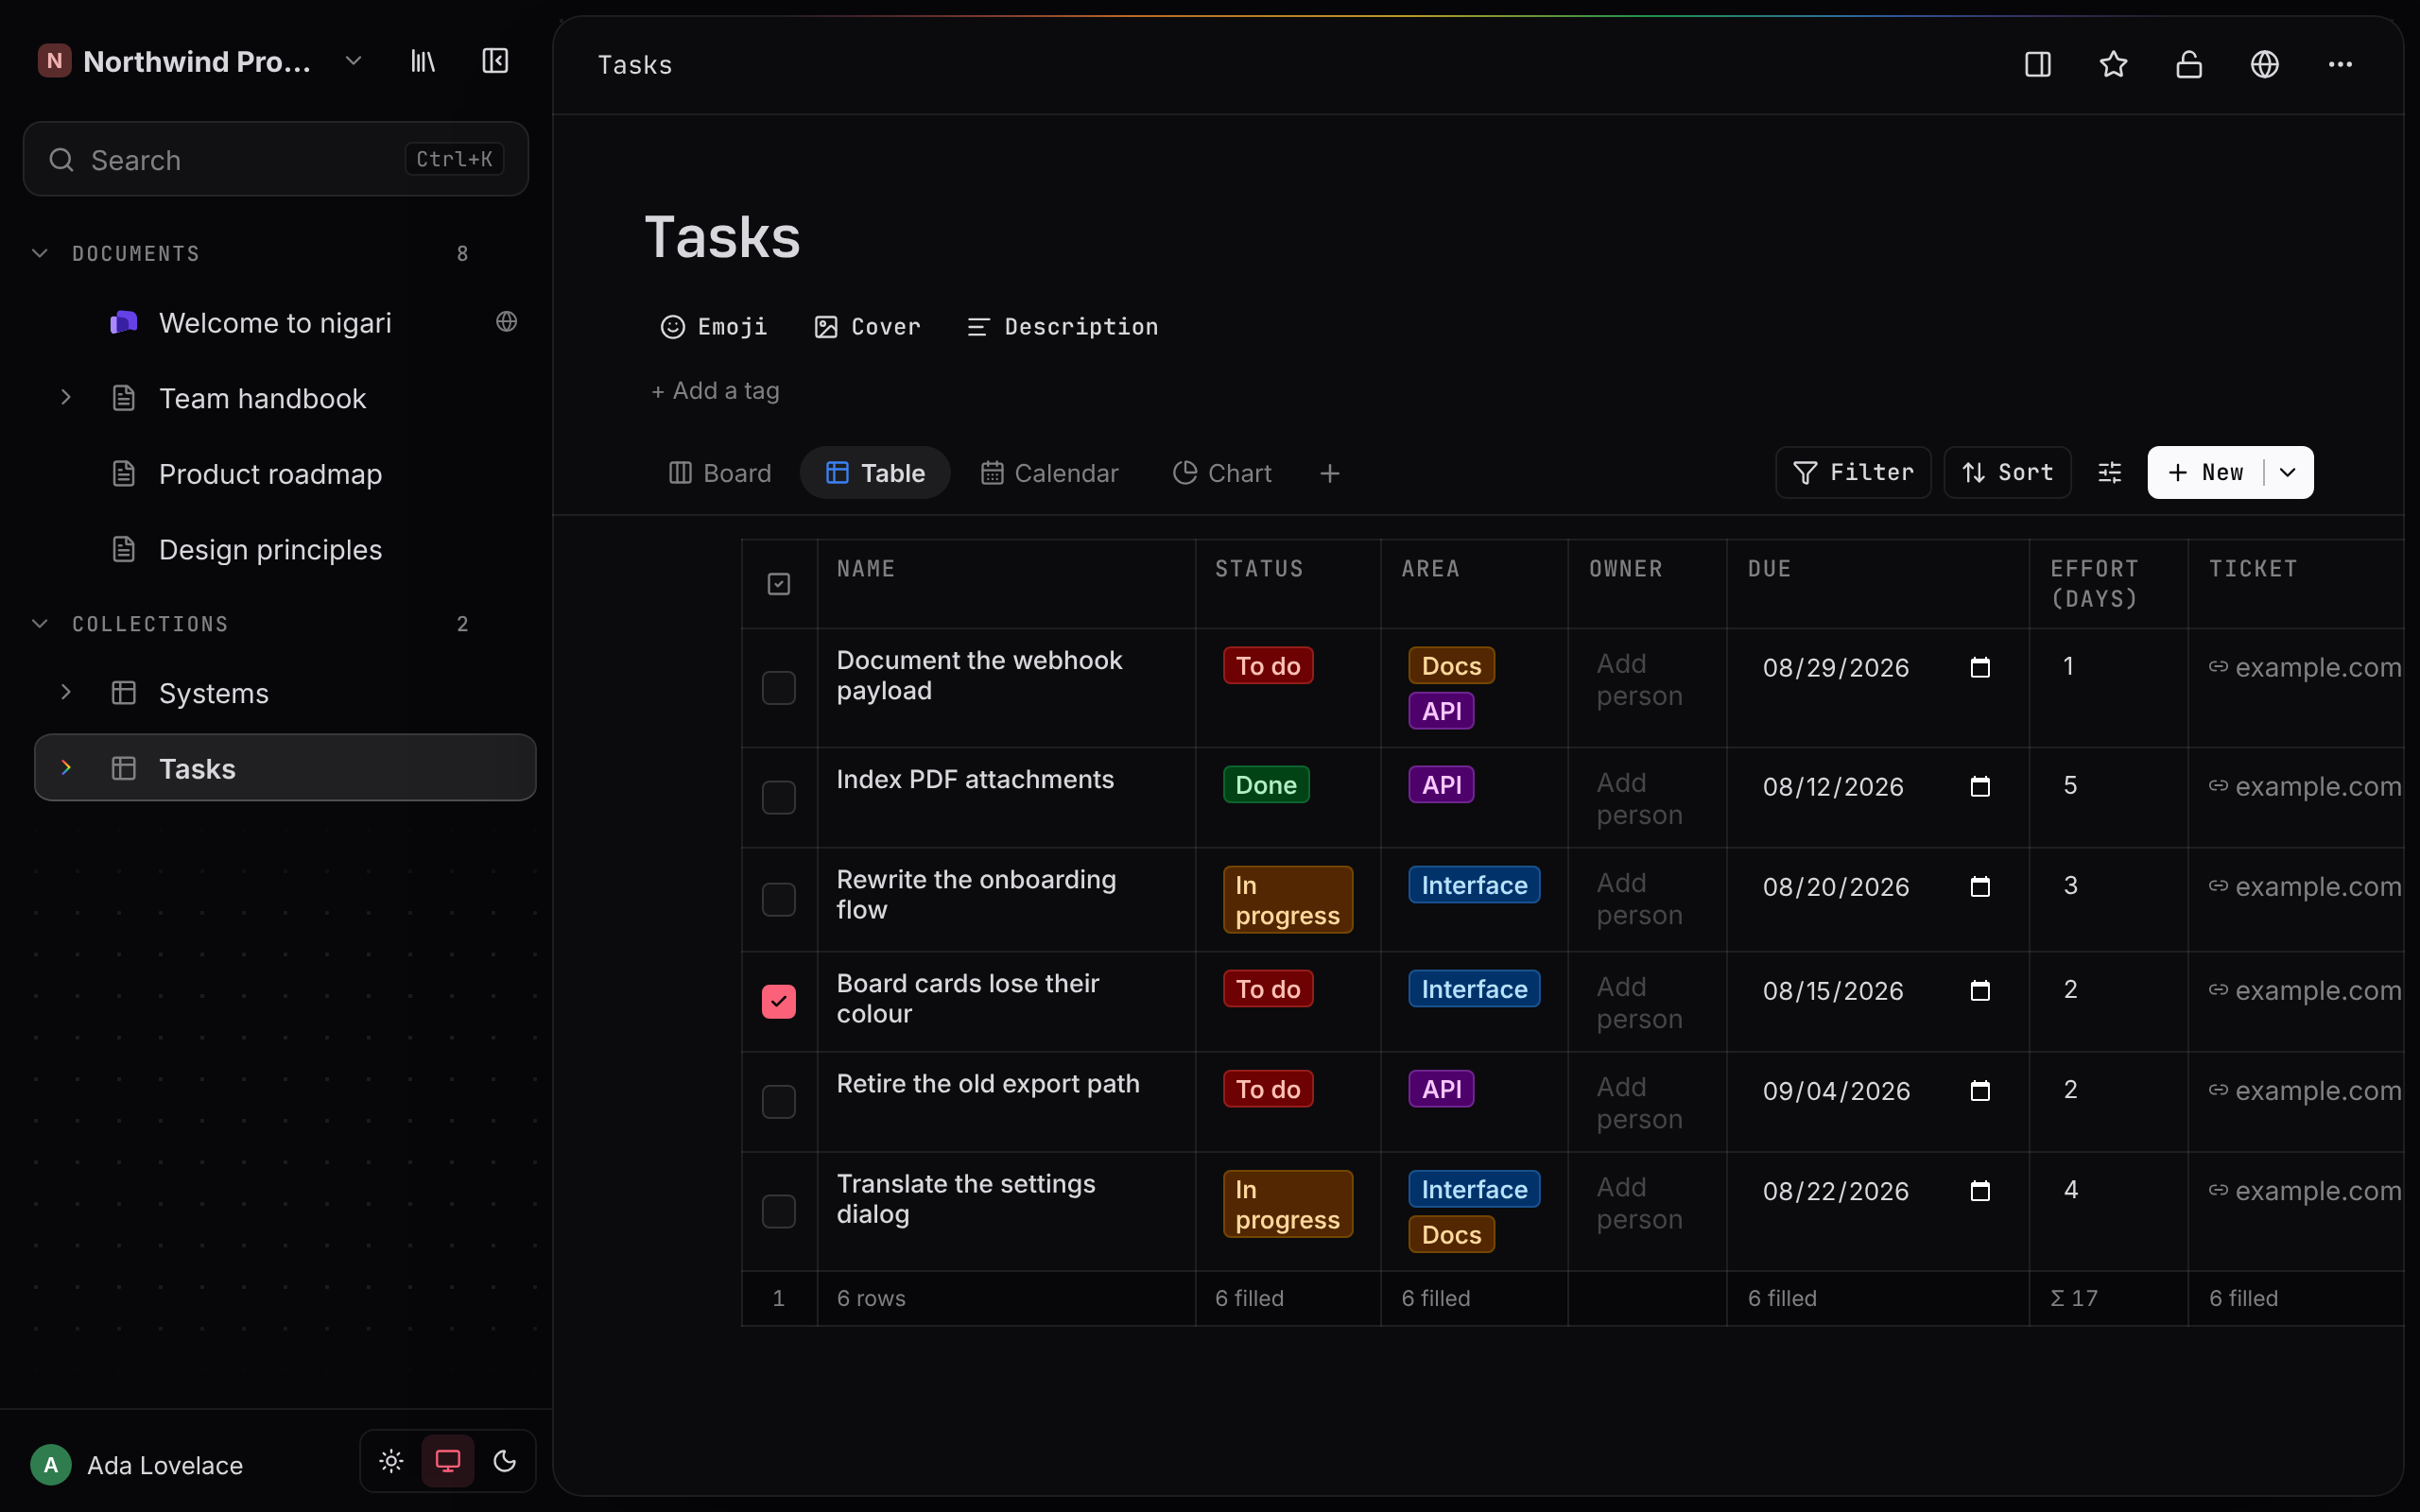 N Northwind Pro...
Search Ctrl+K
DOCUMENTS 8
Welcome to nigari
Team handbook
Product roadmap
Design principles
COLLECTIONS 2
Systems
Tasks
A Ada Lovelace
Tasks
Tasks
Emoji Cover Description
+ Add a tag
Board Table Calendar Chart
Filter Sort New
NAME STATUS AREA OWNER DUE EFFORT TICKET
(DAYS)
Document the webhook To do Docs Add 08/29/2026 1 example.com
payload API person
Index PDF attachments Done API Add 08/12/2026 5 example.com
person
Rewrite the onboarding In Interface Add 08/20/2026 3 example.com
flow progress person
Board cards lose their To do Interface Add 08/15/2026 2 example.com
colour person
Retire the old export path To do API Add 09/04/2026 2 example.com
person
Translate the settings In Interface Add 08/22/2026 4 example.com
dialog progress Docs person
1 6 rows 6 filled 6 filled 6 filled Σ 17 6 filled